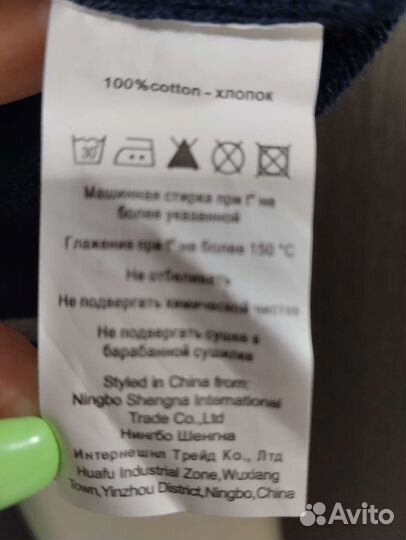 100%cotton - хлопок
30
Машинная стирка при t° не
более указанной
Глажение при t° не более 150 °C
Не отбеливать
Не подвергать химической чистке
Не подвергать сушке в
барабанной сушилке
Styled in China from:
Ningbo Shengna International
Trade Co.,Ltd
Нингбо Шенгна
Интернешнл Трейд Ко., Лтд
Huafu Industrial Zone,Wuxiang
Town,Yinzhou District,Ningbo,China
Avito